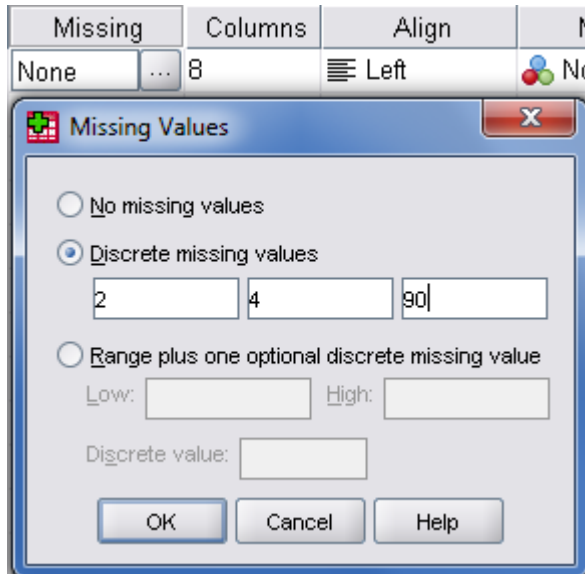 Missing Columns Align
None ... 8 Left No
Missing Values
No missing values
Discrete missing values
2 4 90
Range plus one optional discrete missing value
Low: High:
Discrete value:
OK Cancel Help